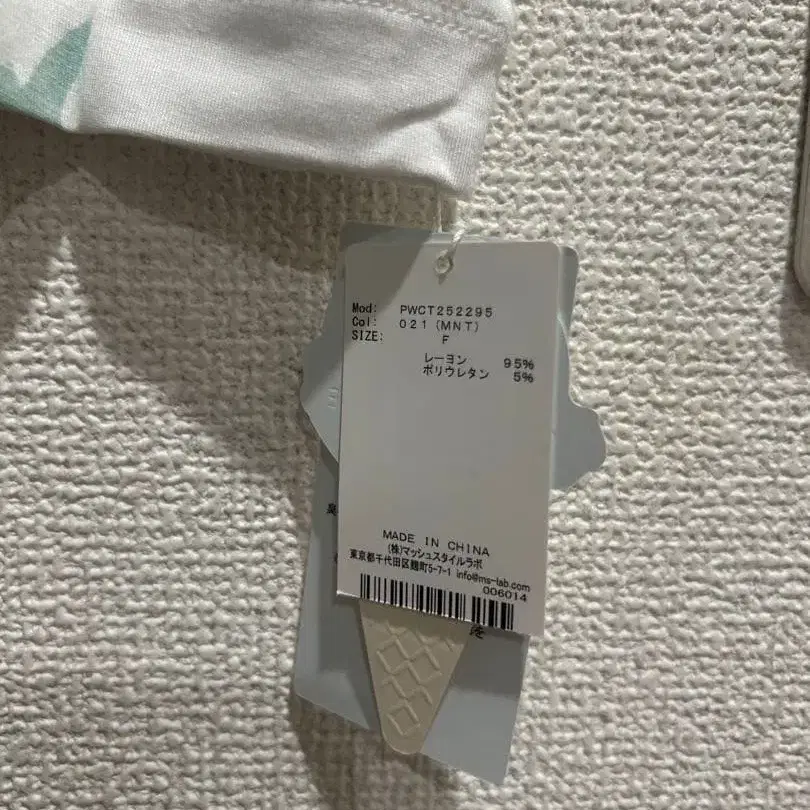 Mod: PWCT252295
Col: 021(MNT)
SIZE: F
レーヨン 95%
ポリウレタン 5%
MADE IN CHINA
(株)マッシュスタイルラボ
東京都千代田区麹町5-7-1 info@ms-lab.com
006014
を